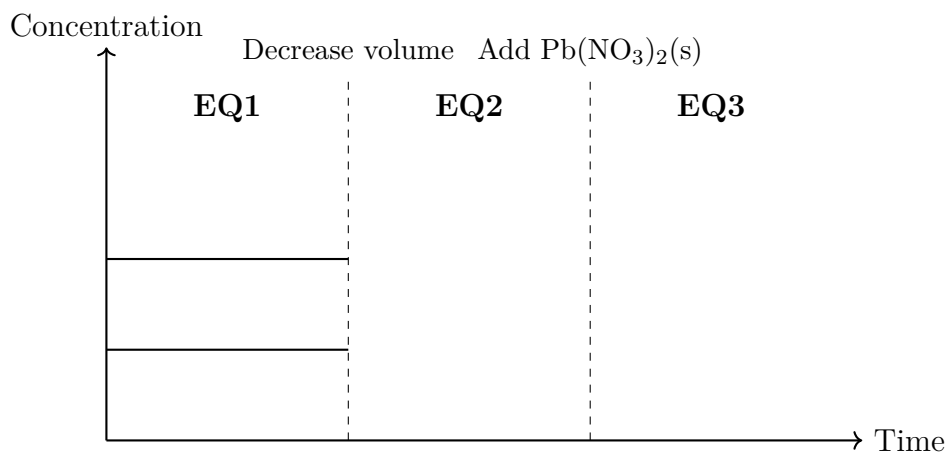 Concentration
Decrease volume Add Pb(NO₃)₂(s)
EQ1 EQ2 EQ3
Time